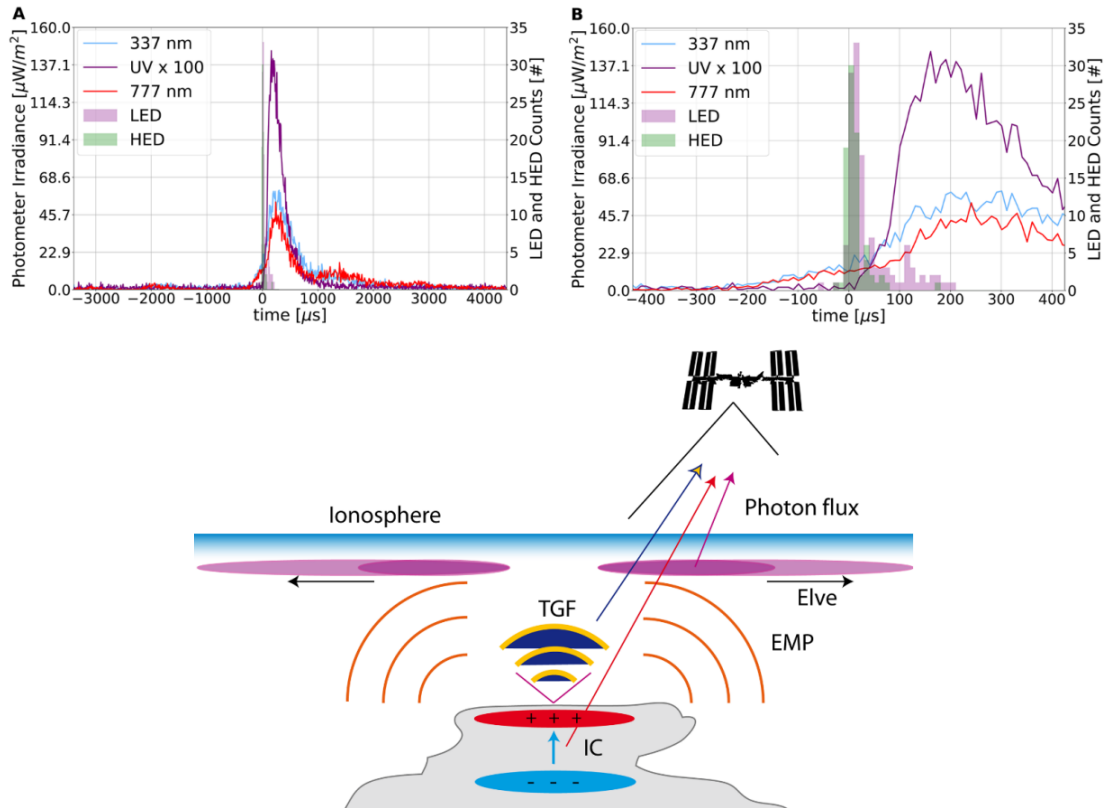 A
Photometer Irradiance [μW/m²]
160.0
137.1
114.3
91.4
68.6
45.7
22.9
0.0
337 nm
UV x 100
777 nm
LED
HED
35
30
25
20
15
10
5
0
LED and HED Counts [#]
−3000 −1000 0 1000 2000 3000 4000
time [μs]
B
Photometer Irradiance [μW/m²]
160.0
137.1
114.3
91.4
68.6
45.7
22.9
0.0
337 nm
UV x 100
777 nm
LED
HED
35
30
25
20
15
10
5
0
LED and HED Counts [#]
−400 −300 −200 −100 0 100 200 300 400
time [μs]
Ionosphere
Photon flux
Elve
TGF
EMP
+ + +
IC
- - -